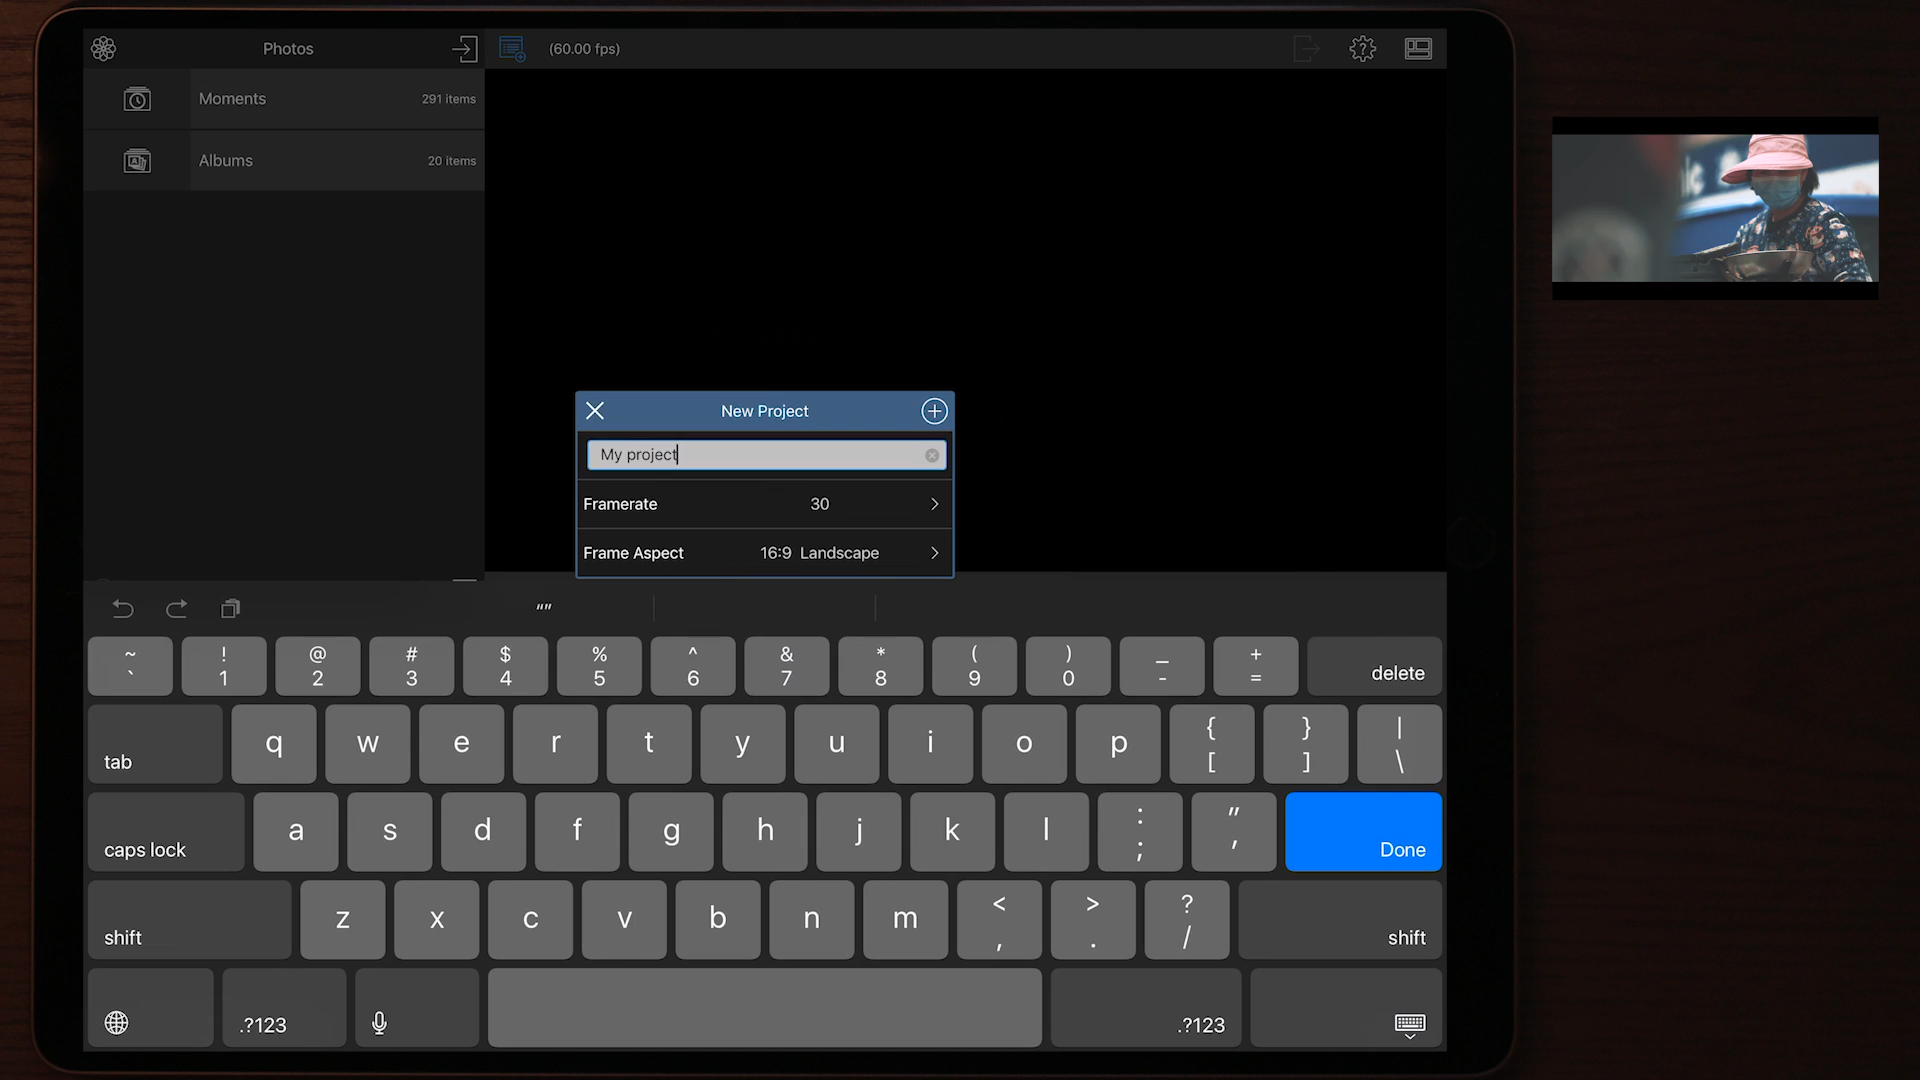 Photos
(60.00 fps)
Moments 291 items
Albums 20 items
New Project
My project
Framerate 30
Frame Aspect 16:9 Landscape
“”
~ ! @ # $ % ^ & * ( ) _ +
` 1 2 3 4 5 6 7 8 9 0 - = delete
tab q w e r t y u i o p { [ } ] | \
caps lock a s d f g h j k l : ; " ' Done
shift z x c v b n m < , > . ? / shift
.?123 .?123